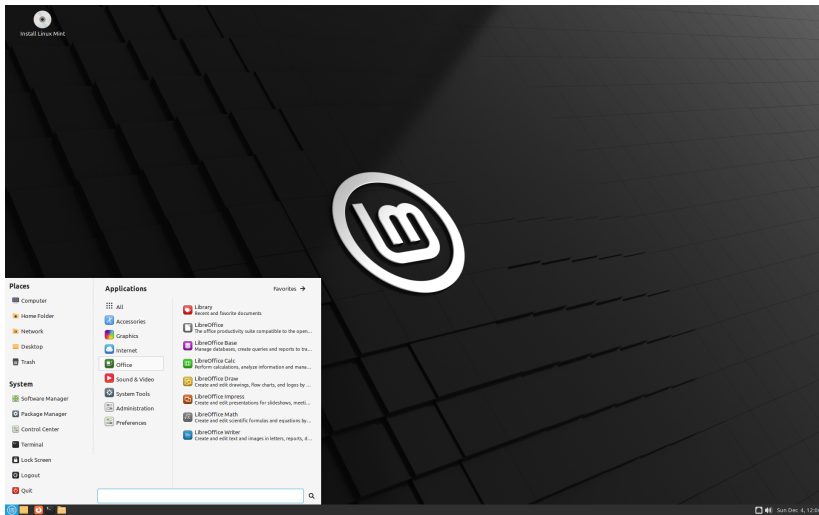 Install Linux Mint
Places
Computer
Home Folder
Network
Desktop
Trash
System
Software Manager
Package Manager
Control Center
Terminal
Lock Screen
Logout
Quit
Applications
Favorites
All
Accessories
Graphics
Internet
Office
Sound & Video
System Tools
Administration
Preferences
Library
Recent and favorite documents
LibreOffice
The office productivity suite compatible to the open...
LibreOffice Base
Manage databases, create queries and reports to tra...
LibreOffice Calc
Perform calculations, analyze information and mana...
LibreOffice Draw
Create and edit drawings, flow charts, and logos by ...
LibreOffice Impress
Create and edit presentations for slideshows, meeti...
LibreOffice Math
Create and edit scientific formulas and equations by...
LibreOffice Writer
Create and edit text and images in letters, reports, d...
Sun Dec 4, 12:0